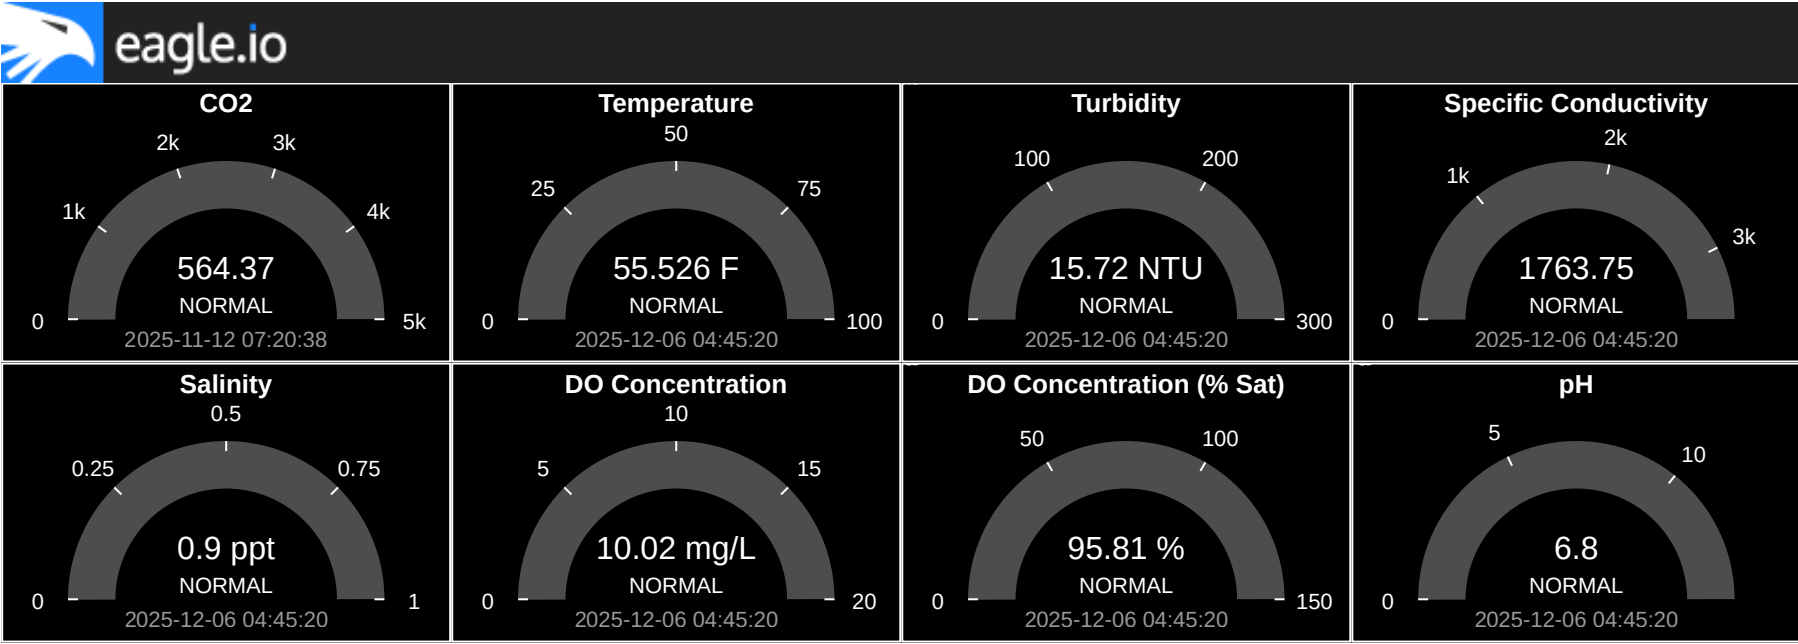 eagle.io
CO2
2k
3k
1k
4k
564.37
NORMAL
0
5k
2025-11-12 07:20:38
Temperature
50
25
75
55.526 F
NORMAL
0
100
2025-12-06 04:45:20
Turbidity
100
200
15.72 NTU
NORMAL
0
300
2025-12-06 04:45:20
Specific Conductivity
2k
1k
3k
1763.75
NORMAL
0
2025-12-06 04:45:20
Salinity
0.5
0.25
0.75
0.9 ppt
NORMAL
0
1
2025-12-06 04:45:20
DO Concentration
10
5
15
10.02 mg/L
NORMAL
0
20
2025-12-06 04:45:20
DO Concentration (% Sat)
50
100
95.81 %
NORMAL
0
150
2025-12-06 04:45:20
pH
5
10
6.8
NORMAL
0
2025-12-06 04:45:20